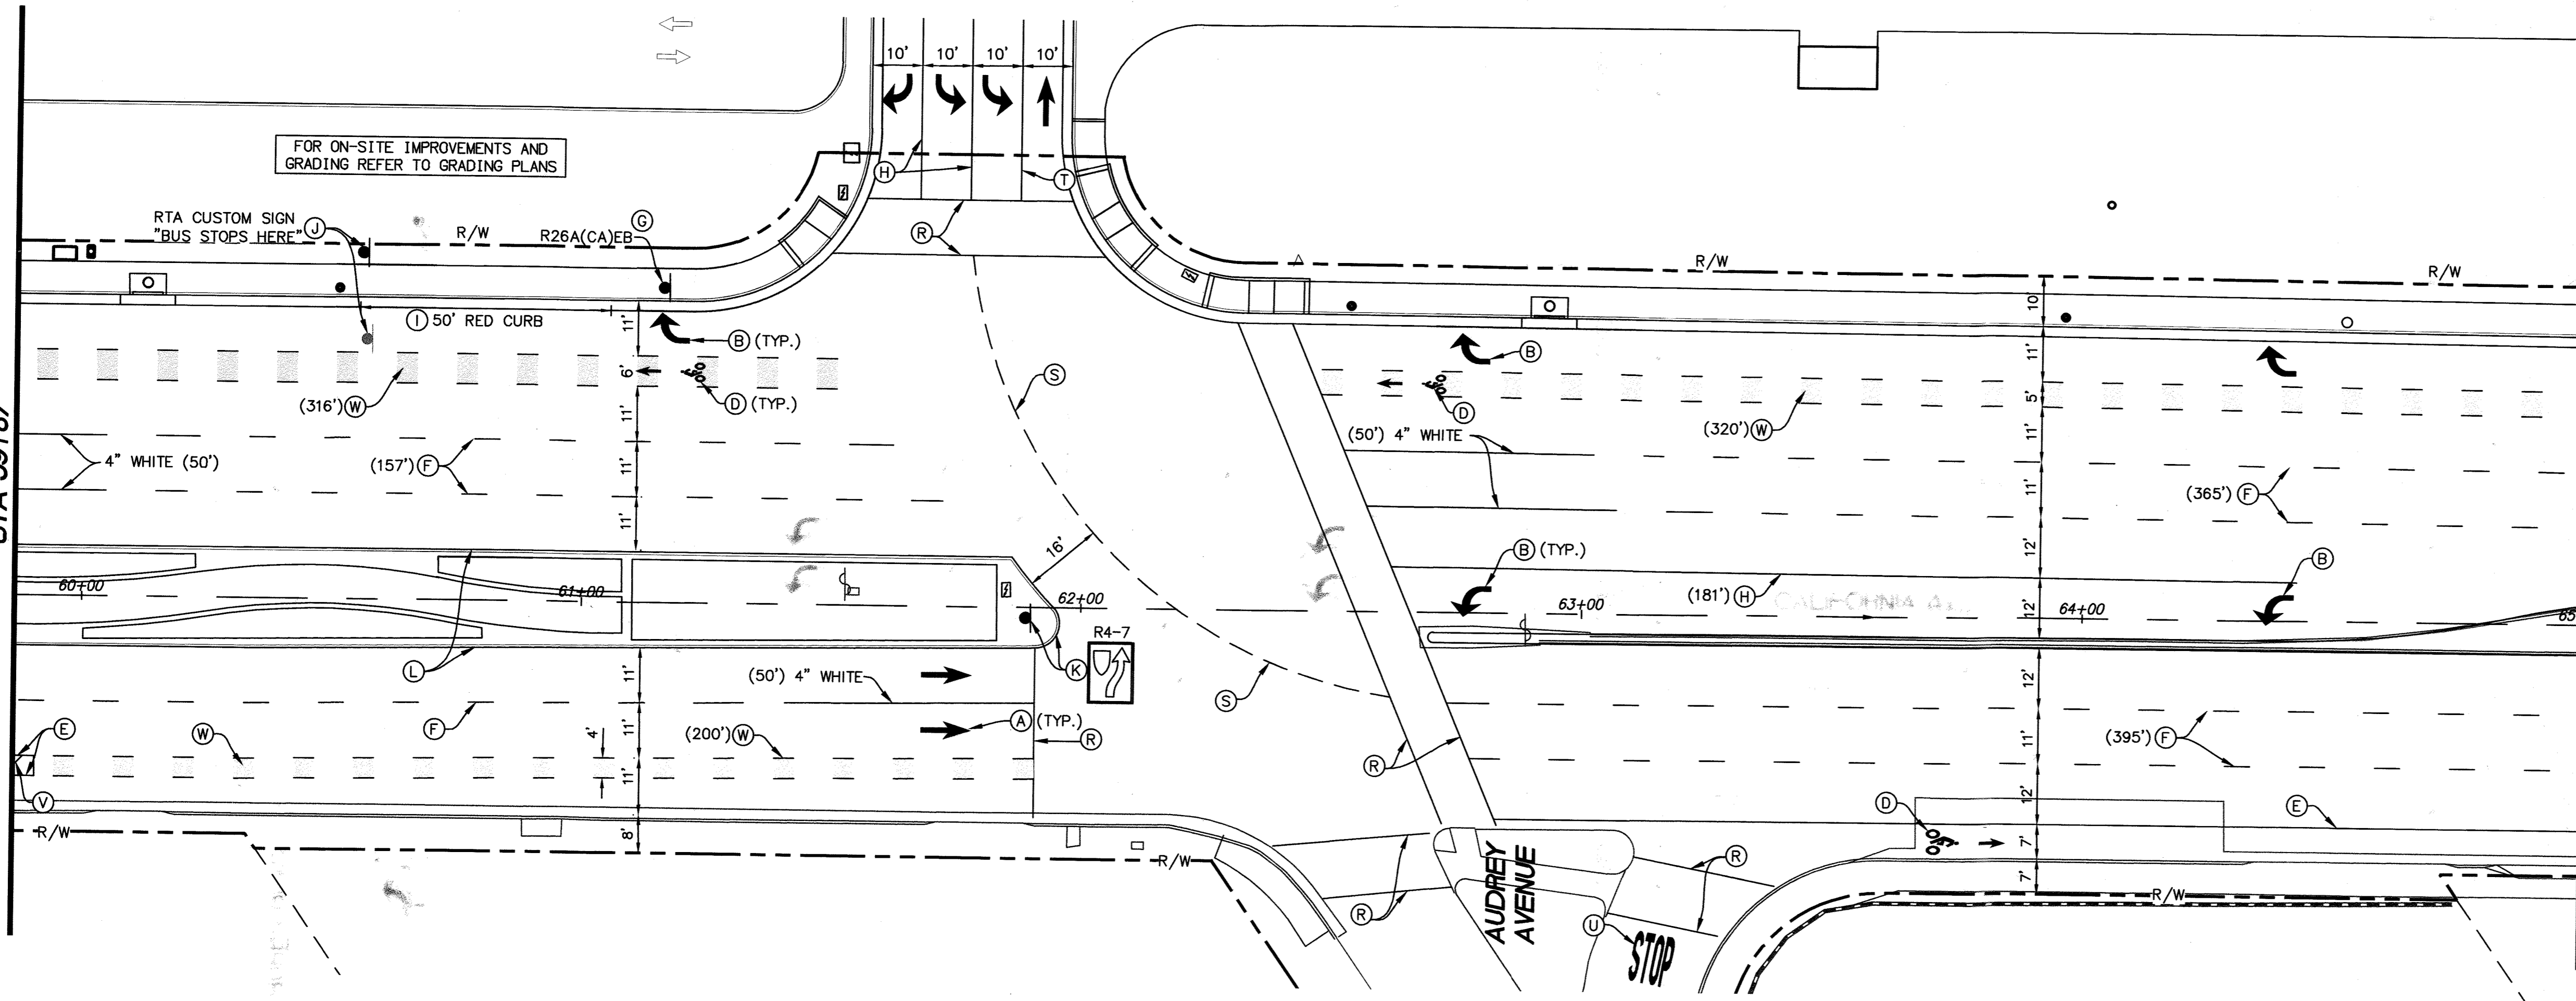 10' 10' 10' 10'
FOR ON-SITE IMPROVEMENTS AND
GRADING REFER TO GRADING PLANS
H
T
RTA CUSTOM SIGN
"BUS STOPS HERE"
J
R/W
R26A(CA)EB
G
R
R/W
R/W
10'
I 50' RED CURB
11'
B (TYP.)
B
11'
6'
S
(316') W
D (TYP.)
D
(320') W
5'
11'
(50') 4" WHITE
11'
4" WHITE (50')
(157') F
11'
11'
(365') F
11'
16'
B (TYP.)
12'
B
60+00
61+00
62+00
63+00
(181') H
12'
64+00
65
R4-7
L
11'
(50') 4" WHITE
K
S
12'
E
W
F
11'
4'
(200') W
A (TYP.)
R
R
11'
(395') F
V
11'
12'
D
E
R/W
8'
R/W
R
7'
R
AUDREY
AVENUE
7'
R/W
U
STOP